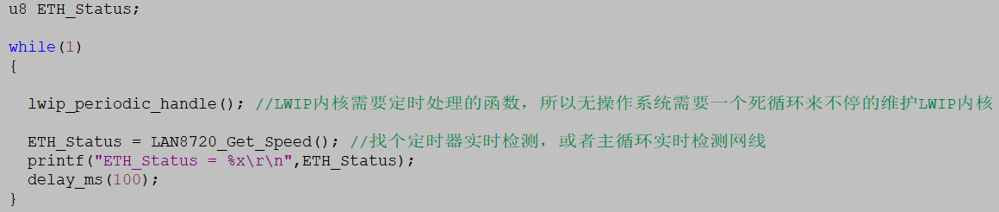 u8 ETH_Status;
while(1)
{
lwip_periodic_handle(); //LWIP内核需要定时处理的函数，所以无操作系统需要一个死循环来不停的维护LWIP内核
ETH_Status = LAN8720_Get_Speed(); //找个定时器实时检测，或者主循环实时检测网线
printf("ETH_Status = %x\r\n",ETH_Status);
delay_ms(100);
}